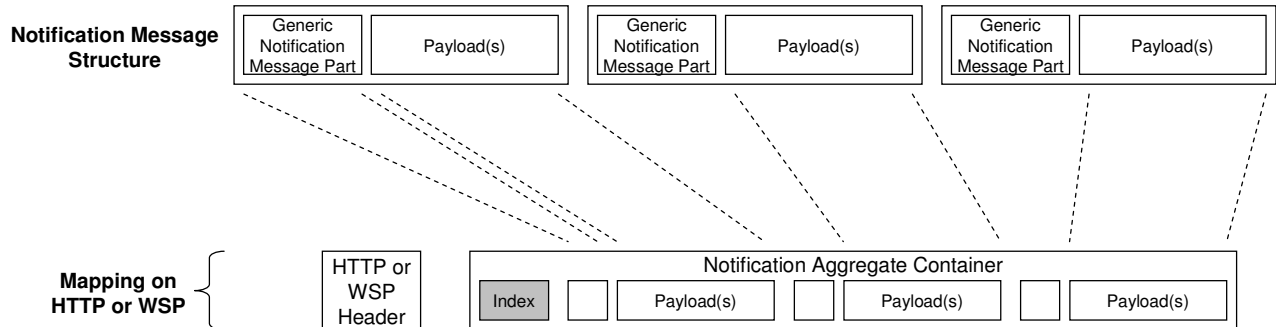 Notification Message
Structure
Generic
Notification
Message Part
Payload(s)
Generic
Notification
Message Part
Payload(s)
Generic
Notification
Message Part
Payload(s)
Mapping on
HTTP or WSP
HTTP or
WSP
Header
Notification Aggregate Container
Index
Payload(s)
Payload(s)
Payload(s)